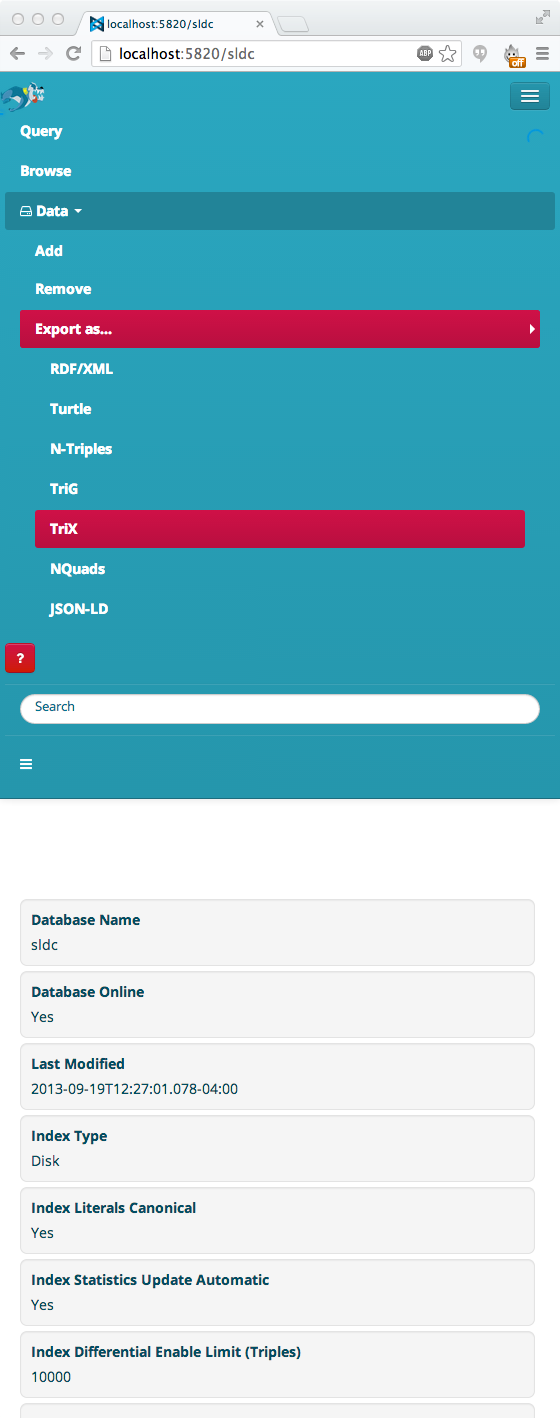 localhost:5820/sldc
localhost:5820/sldc
ABP
off
Query
Browse
Data
Add
Remove
Export as...
RDF/XML
Turtle
N-Triples
TriG
TriX
NQuads
JSON-LD
?
Search
Database Name
sldc
Database Online
Yes
Last Modified
2013-09-19T12:27:01.078-04:00
Index Type
Disk
Index Literals Canonical
Yes
Index Statistics Update Automatic
Yes
Index Differential Enable Limit (Triples)
10000